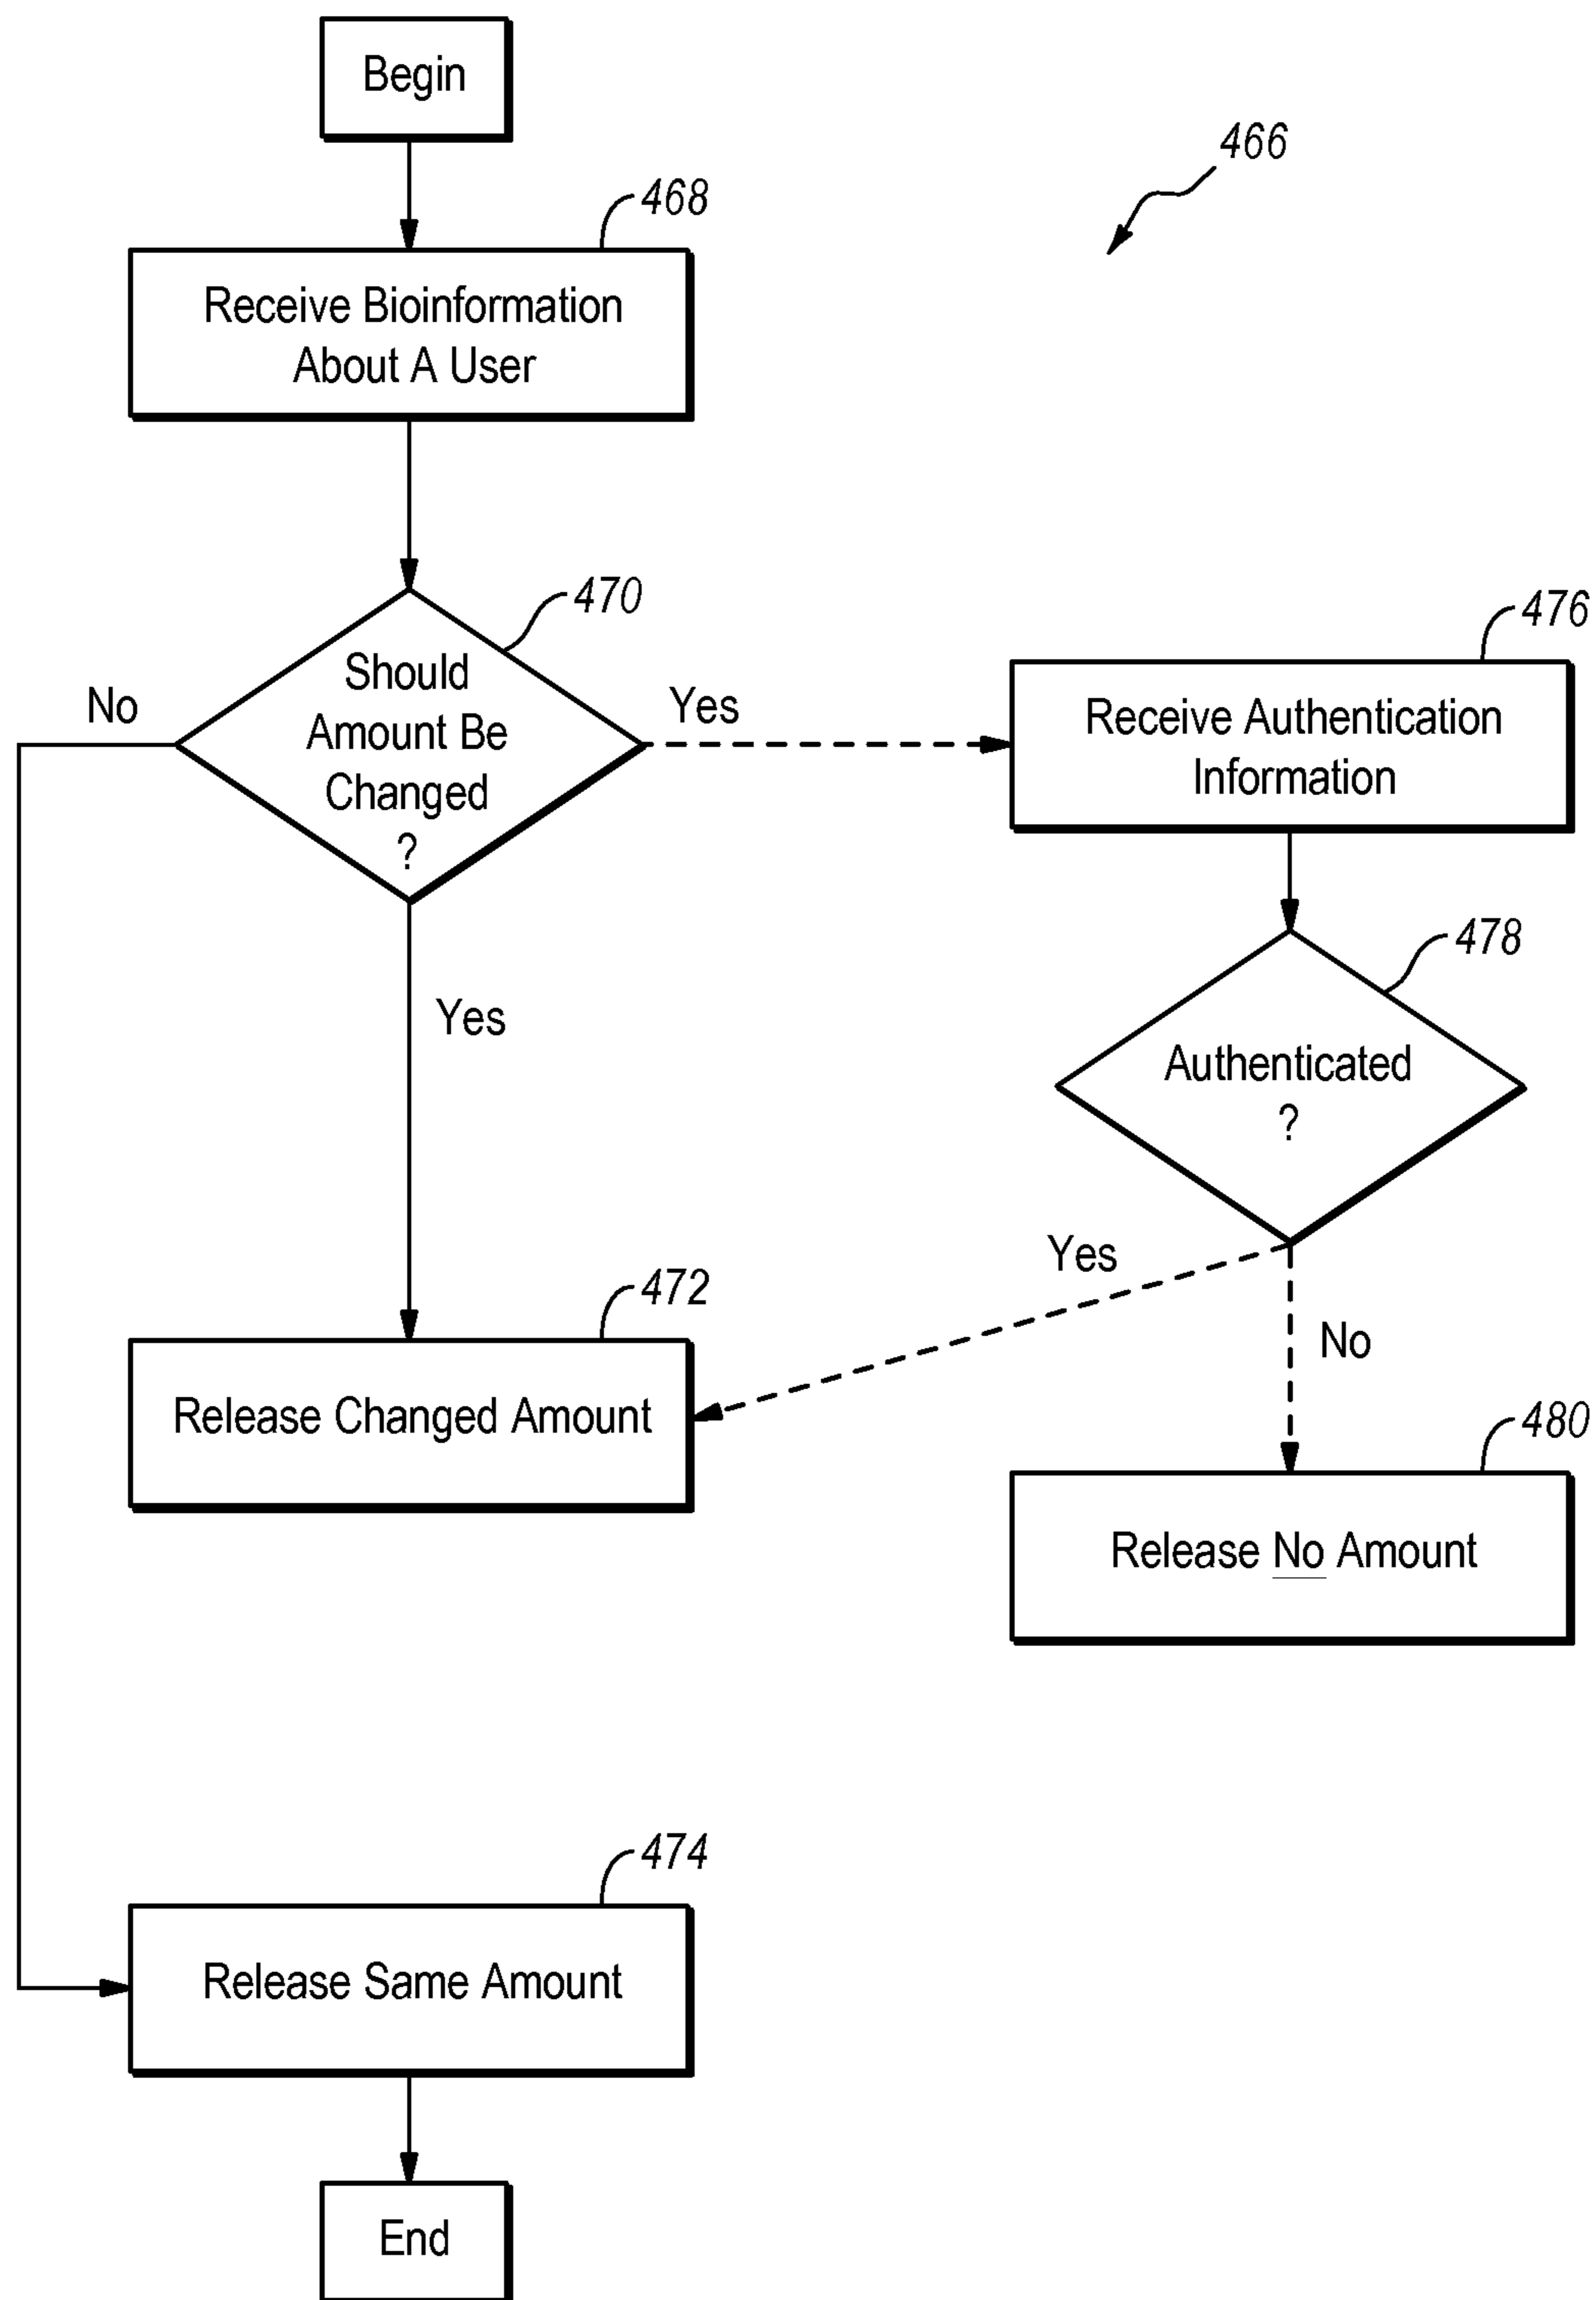 Begin
466
468
Receive Bioinformation
About A User
470
Should
Amount Be
Changed
?
No
Yes
Yes
476
Receive Authentication
Information
478
Authenticated
?
Yes
No
472
Release Changed Amount
480
Release No Amount
474
Release Same Amount
End